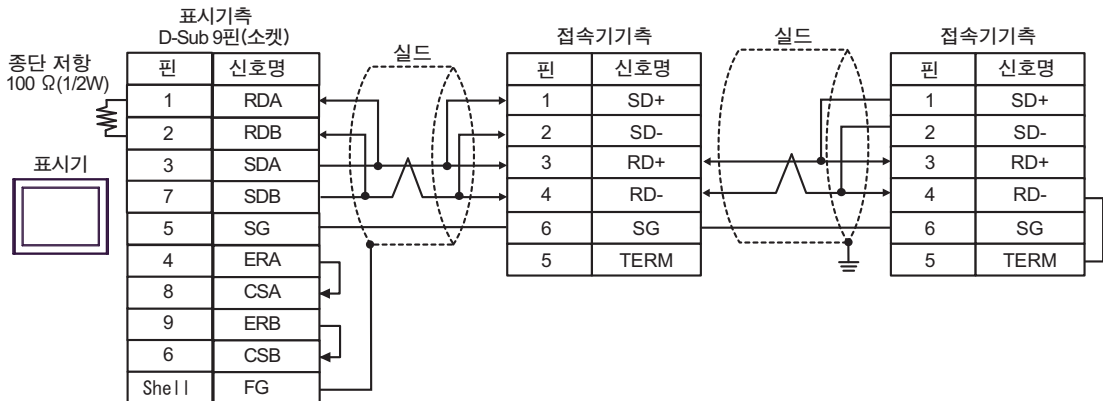 표시기측
D-Sub 9핀(소켓)
종단 저항
100 Ω(1/2W)
표시기
핀 신호명
1 RDA
2 RDB
3 SDA
7 SDB
5 SG
4 ERA
8 CSA
9 ERB
6 CSB
Shell FG
실드
접속기기측
핀 신호명
1 SD+
2 SD-
3 RD+
4 RD-
6 SG
5 TERM
실드
접속기기측
핀 신호명
1 SD+
2 SD-
3 RD+
4 RD-
6 SG
5 TERM